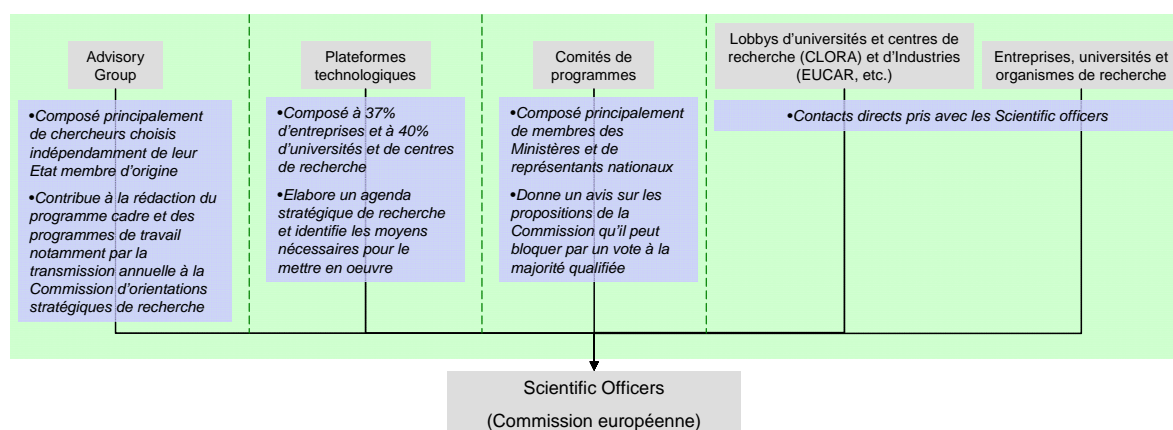 Advisory
Group
•Composé principalement
de chercheurs choisis
indépendamment de leur
Etat membre d'origine
•Contribue à la rédaction du
programme cadre et des
programmes de travail
notamment par la
transmission annuelle à la
Commission d'orientations
stratégiques de recherche
Plateformes
technologiques
•Composé à 37%
d'entreprises et à 40%
d'universités et de centres
de recherche
•Elabore un agenda
stratégique de recherche
et identifie les moyens
nécessaires pour le
mettre en oeuvre
Comités de
programmes
•Composé principalement
de membres des
Ministères et de
représentants nationaux
•Donne un avis sur les
propositions de la
Commission qu'il peut
bloquer par un vote à la
majorité qualifiée
Lobbys d'universités et centres de
recherche (CLORA) et d'Industries
(EUCAR, etc.)
Entreprises, universités et
organismes de recherche
•Contacts directs pris avec les Scientific officers
Scientific Officers
(Commission européenne)